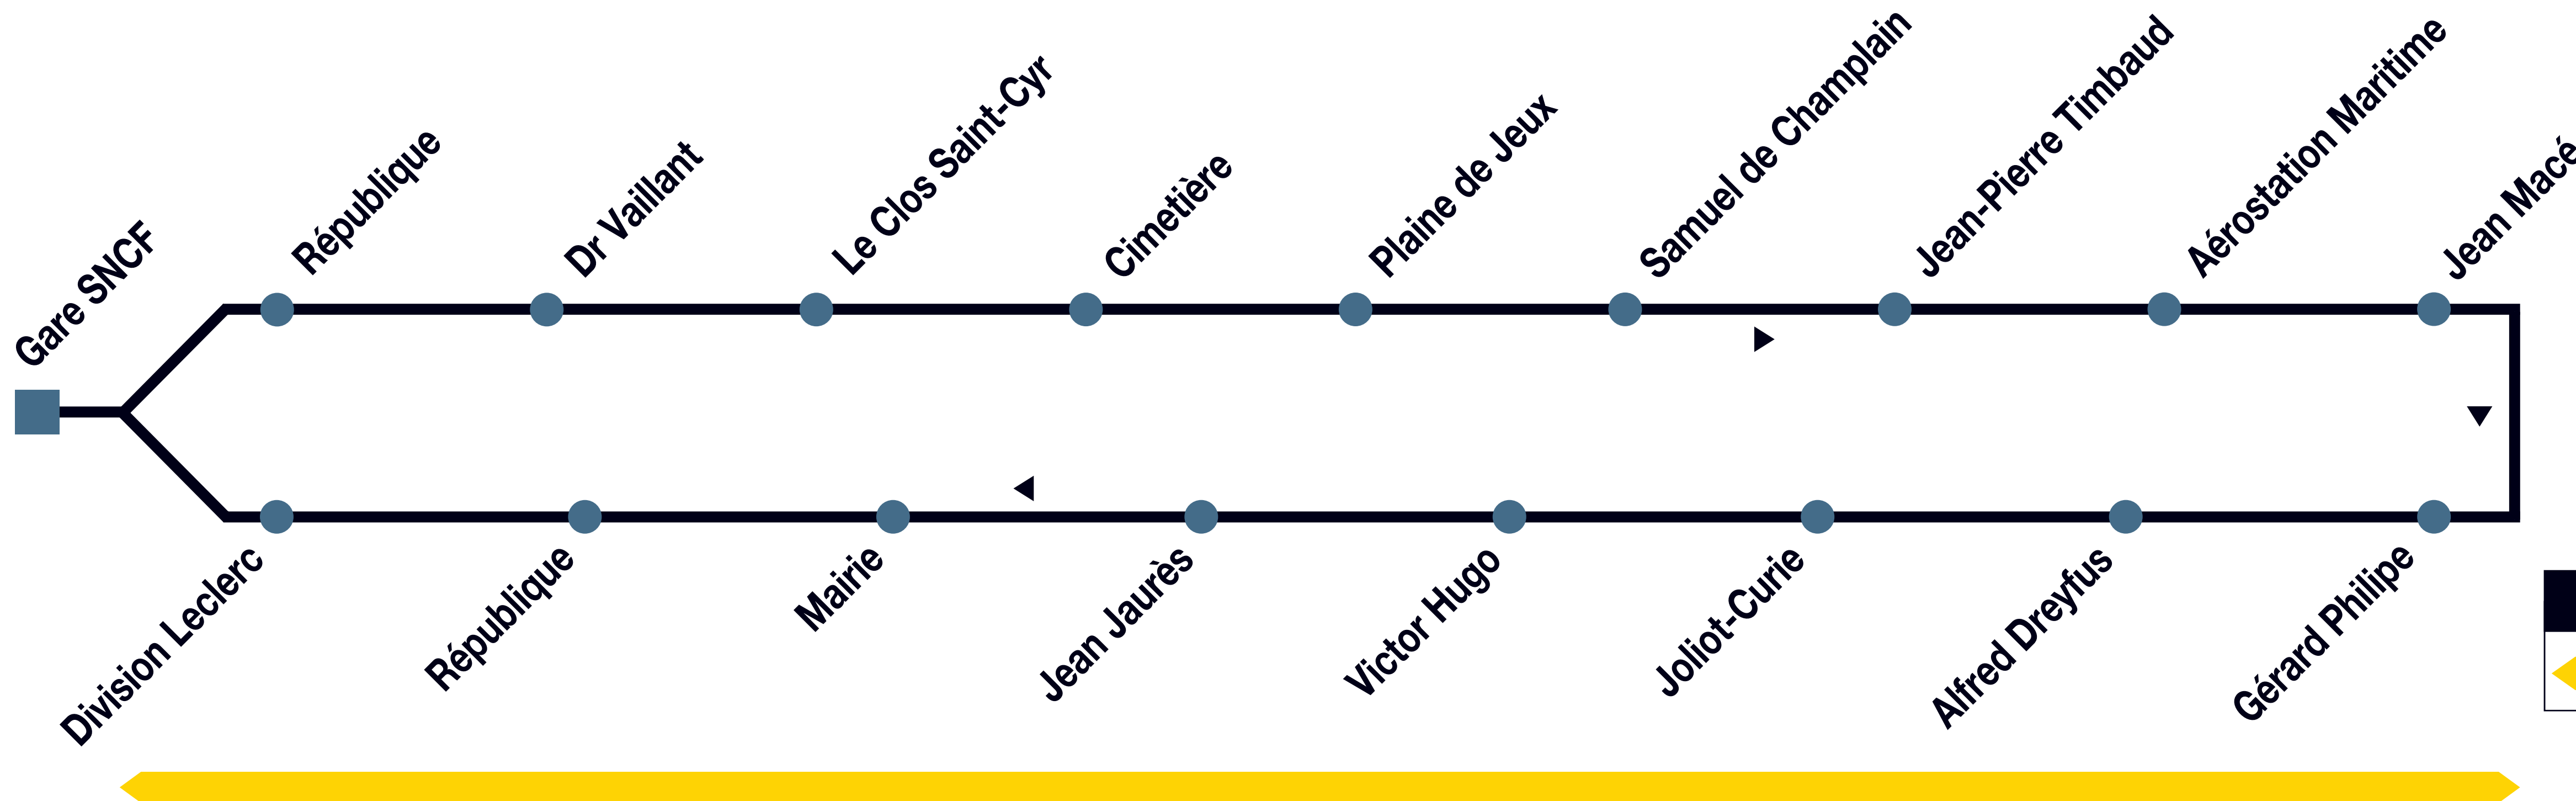 Gare SNCF
République
Dr Vaillant
Le Clos Saint-Cyr
Cimetière
Plaine de Jeux
Samuel de Champlain
Jean-Pierre Timbaud
Aérostation Maritime
Jean Macé
Division Leclerc
République
Mairie
Jean Jaurès
Victor Hugo
Joliot-Curie
Alfred Dreyfus
Gérard Philipe